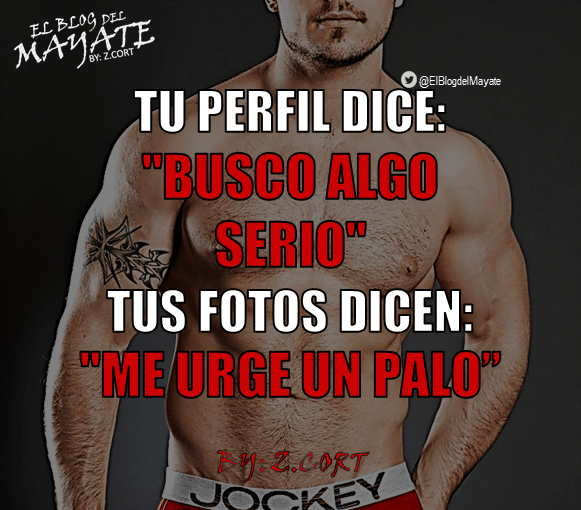 EL BLOG DEL
MAYATE
BY: Z.CORT
@ElBlogdelMayate
TU PERFIL DICE:
"BUSCO ALGO
SERIO"
TUS FOTOS DICEN:
"ME URGE UN PALO”
BY: Z.CORT
JOCKEY